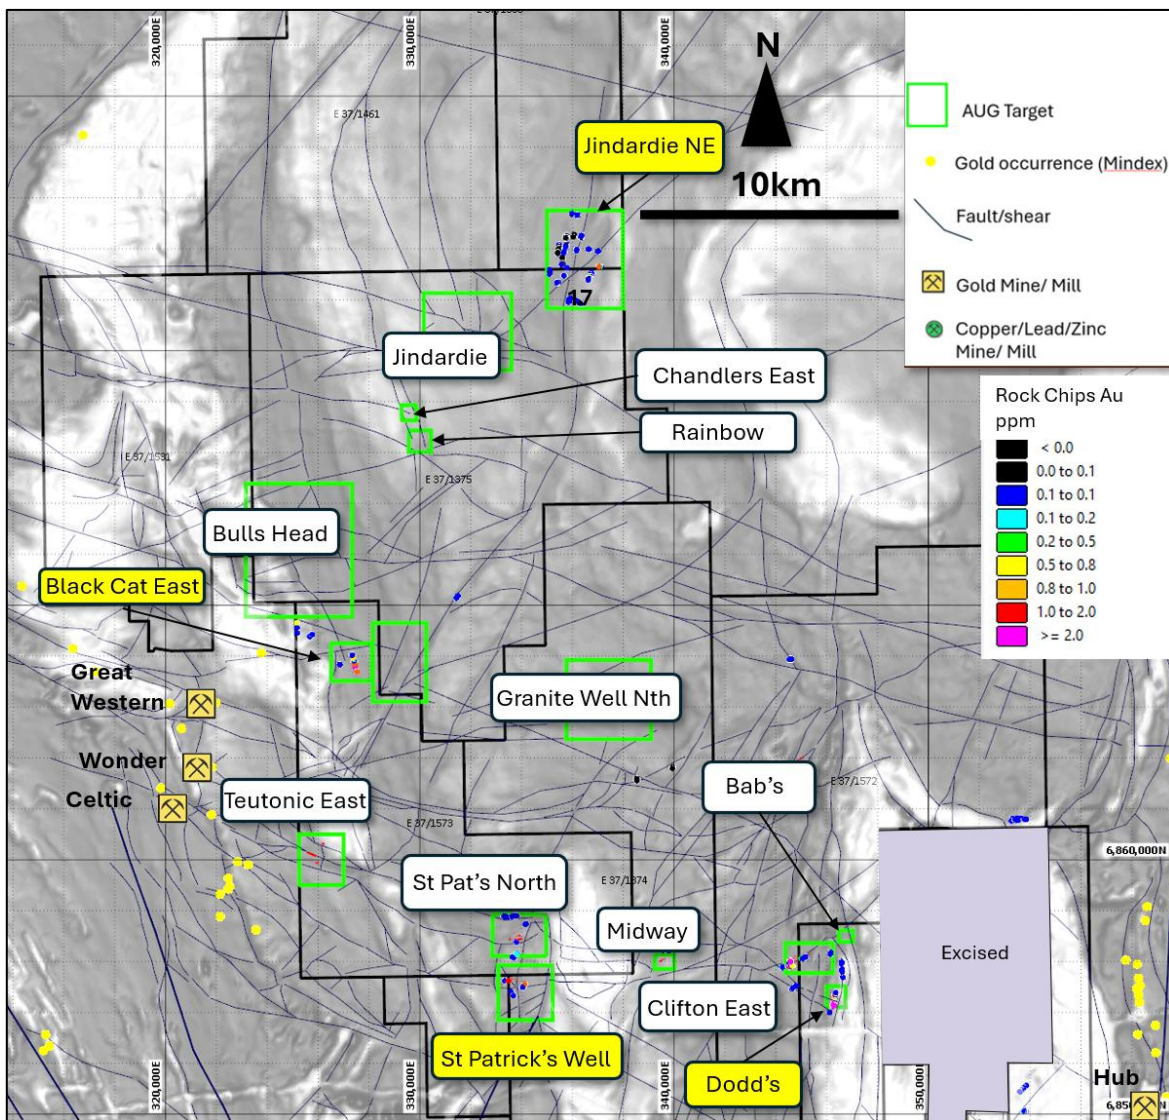 320,000E
330,000E
340,000E
N
E 37/1461
Jindardie NE
10km
AUG Target
Gold occurrence (Mindex)
Fault/shear
Gold Mine/ Mill
Copper/Lead/Zinc
Mine/ Mill
17
Jindardie
Chandlers East
Rainbow
Rock Chips Au
ppm
< 0.0
0.0 to 0.1
0.1 to 0.1
0.1 to 0.2
0.2 to 0.5
0.5 to 0.8
0.8 to 1.0
1.0 to 2.0
>= 2.0
E 37/1375
Bulls Head
Black Cat East
Great
Western
Granite Well Nth
Wonder
Celtic
Teutonic East
Bab's
E 37/1572
E 37/1573
6,860,000N
St Pat's North
Midway
Excised
Clifton East
St Patrick's Well
Dodd's
Hub
320,000E
330,000E
340,000E